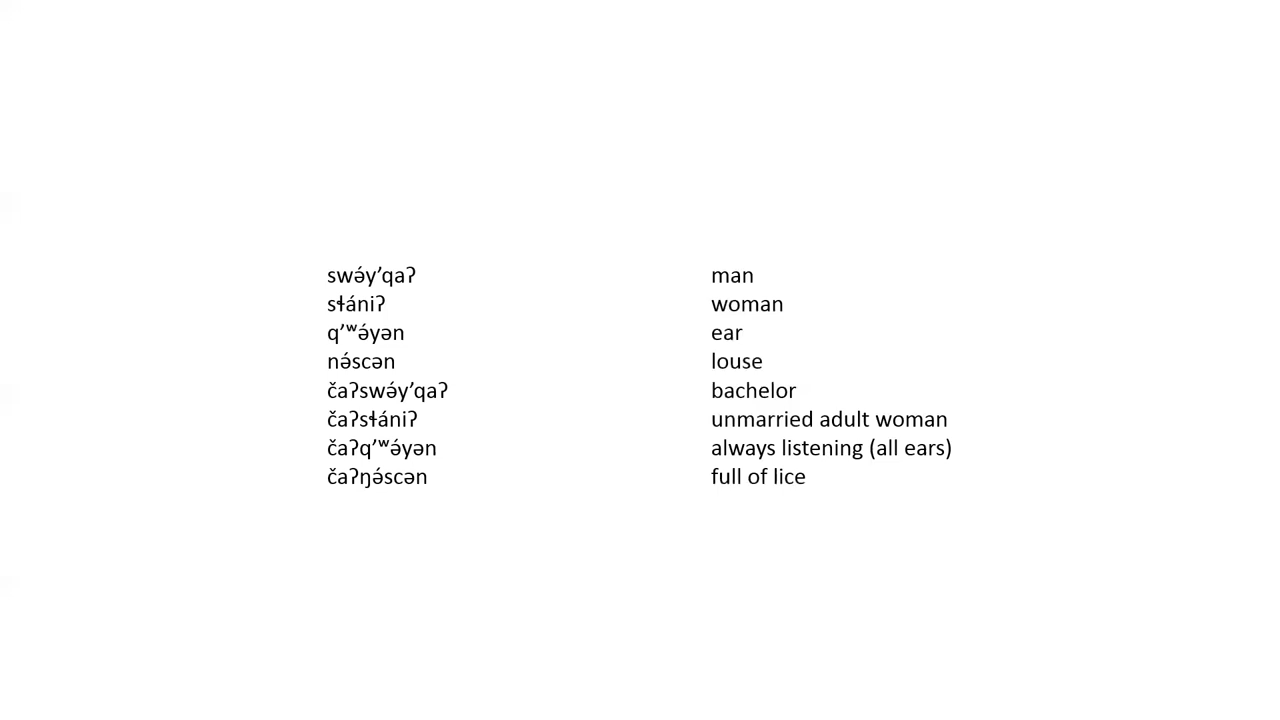 swə́y’qaʔ man
sɬániʔ woman
q’ʷə́yən ear
nə́scən louse
čaʔswə́y’qaʔ bachelor
čaʔsɬániʔ unmarried adult woman
čaʔq’ʷə́yən always listening (all ears)
čaʔŋə́scən full of lice